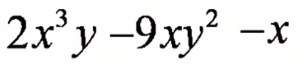 2x³y – 9xy² – x